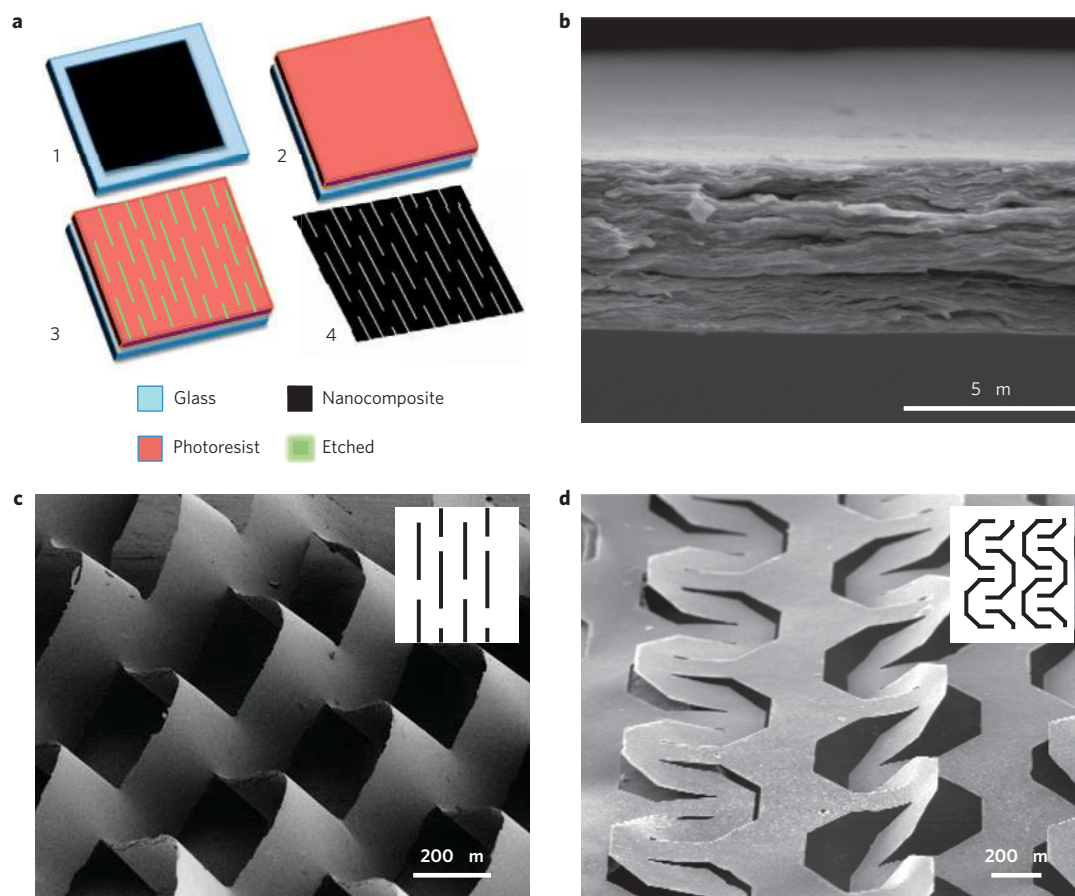 a
b
1
2
3
4
Glass
Nanocomposite
Photoresist
Etched
5 m
c
d
200 m
200 m